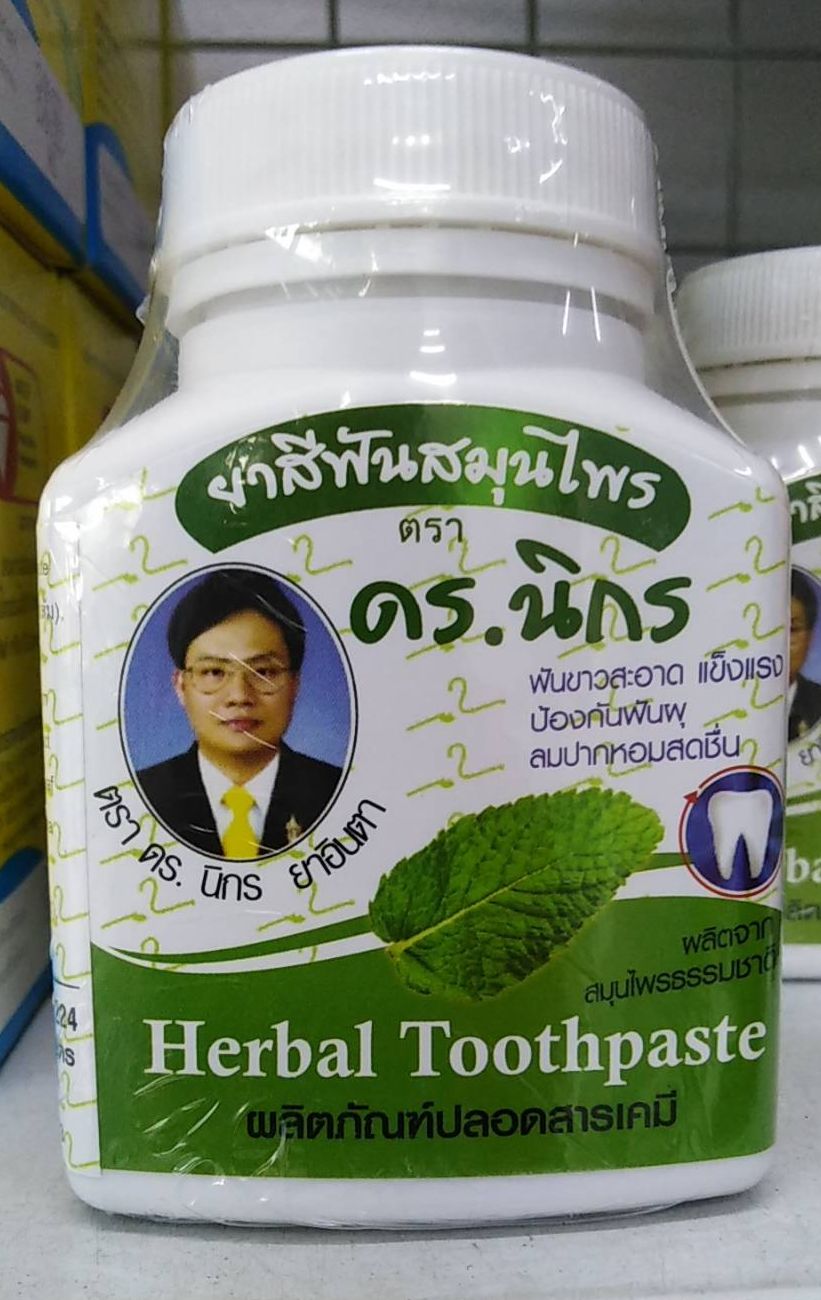 ยาสีฟันสมุนไพร
ตรา
ดร.นิกร
ฟันขาวสะอาด แข็งแรง
ป้องกันฟันผุ
ลมปากหอมสดชื่น
ตรา ดร. นิกร ยาอินตา
ผลิตจาก
สมุนไพรธรรมชาติ
Herbal Toothpaste
ผลิตภัณฑ์ปลอดสารเคมี